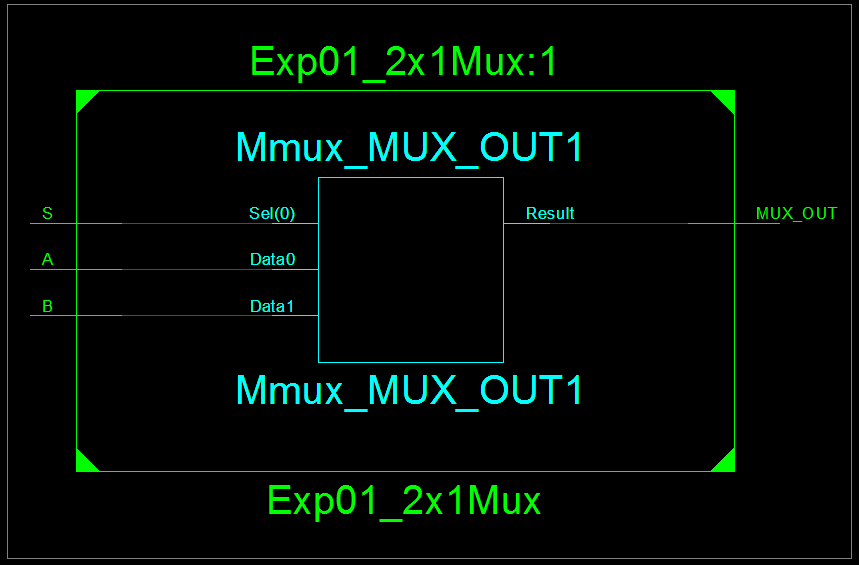 Exp01_2x1Mux:1
Mmux_MUX_OUT1
S Sel(0) Result MUX_OUT
A Data0
B Data1
Mmux_MUX_OUT1
Exp01_2x1Mux